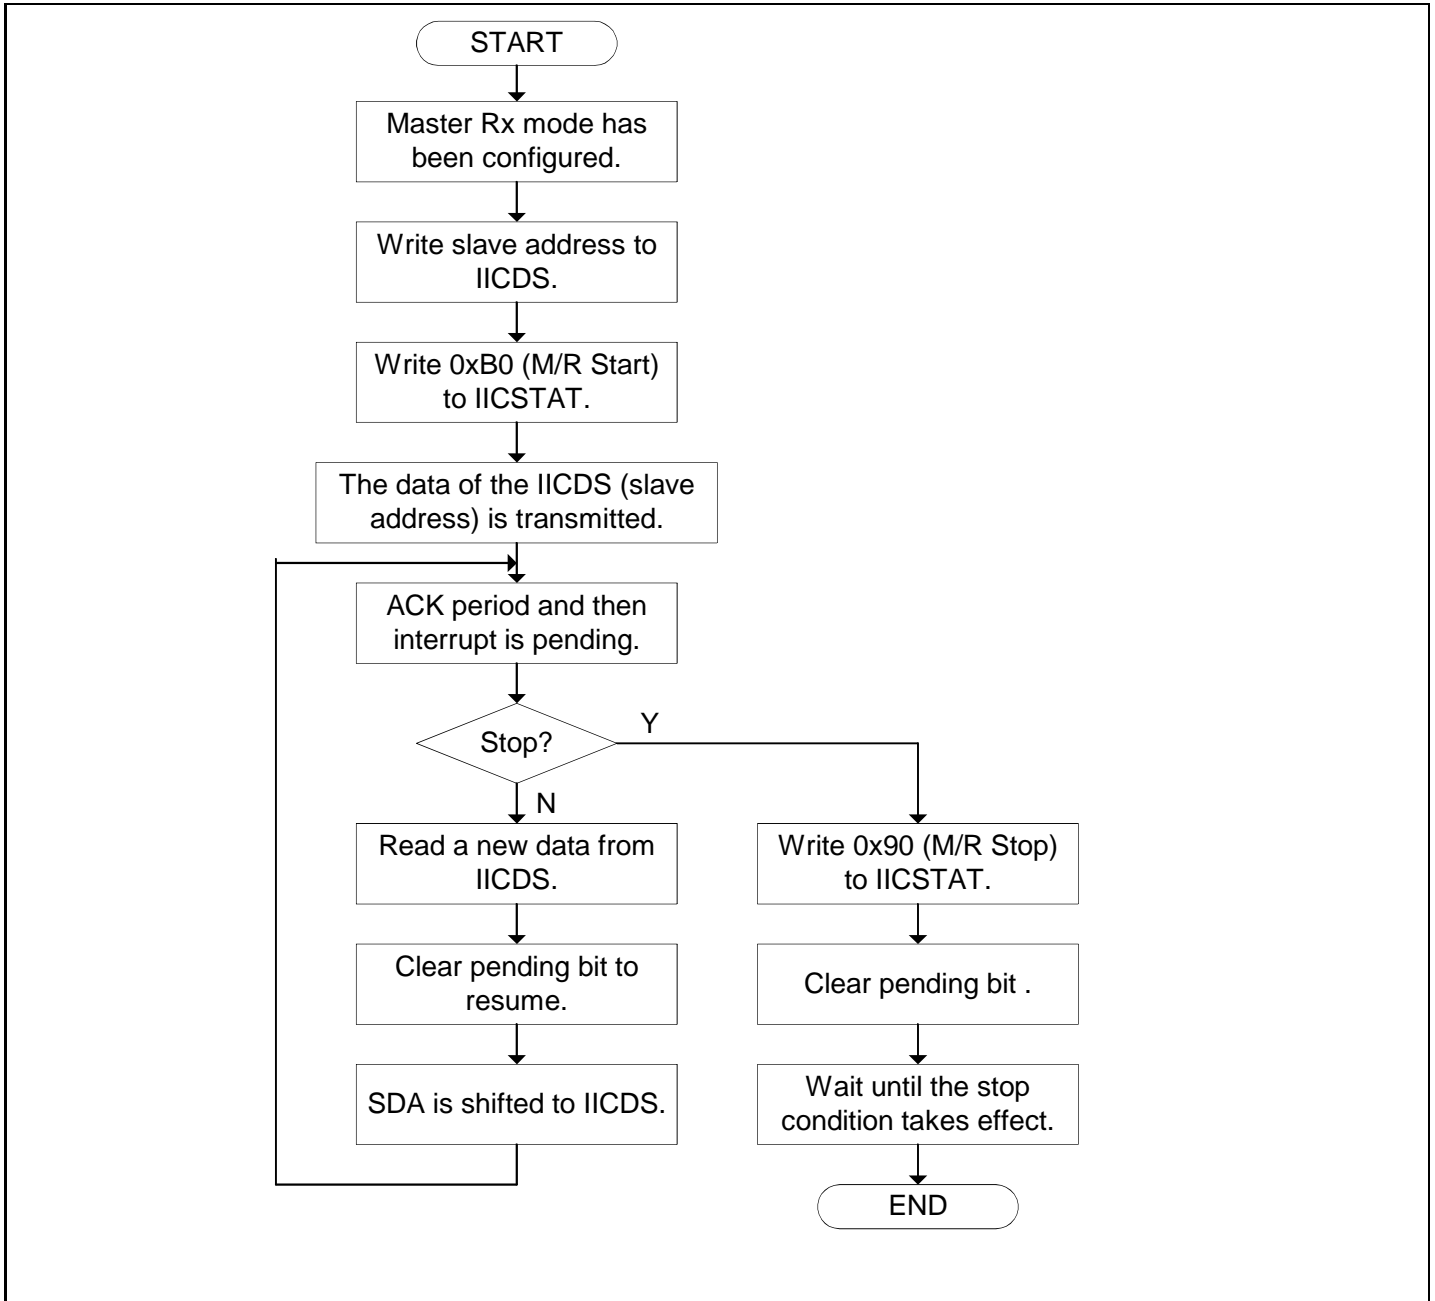 START
Master Rx mode has
been configured.
Write slave address to
IICDS.
Write 0xB0 (M/R Start)
to IICSTAT.
The data of the IICDS (slave
address) is transmitted.
ACK period and then
interrupt is pending.
Stop?
Y
N
Read a new data from
IICDS.
Clear pending bit to
resume.
SDA is shifted to IICDS.
Write 0x90 (M/R Stop)
to IICSTAT.
Clear pending bit .
Wait until the stop
condition takes effect.
END